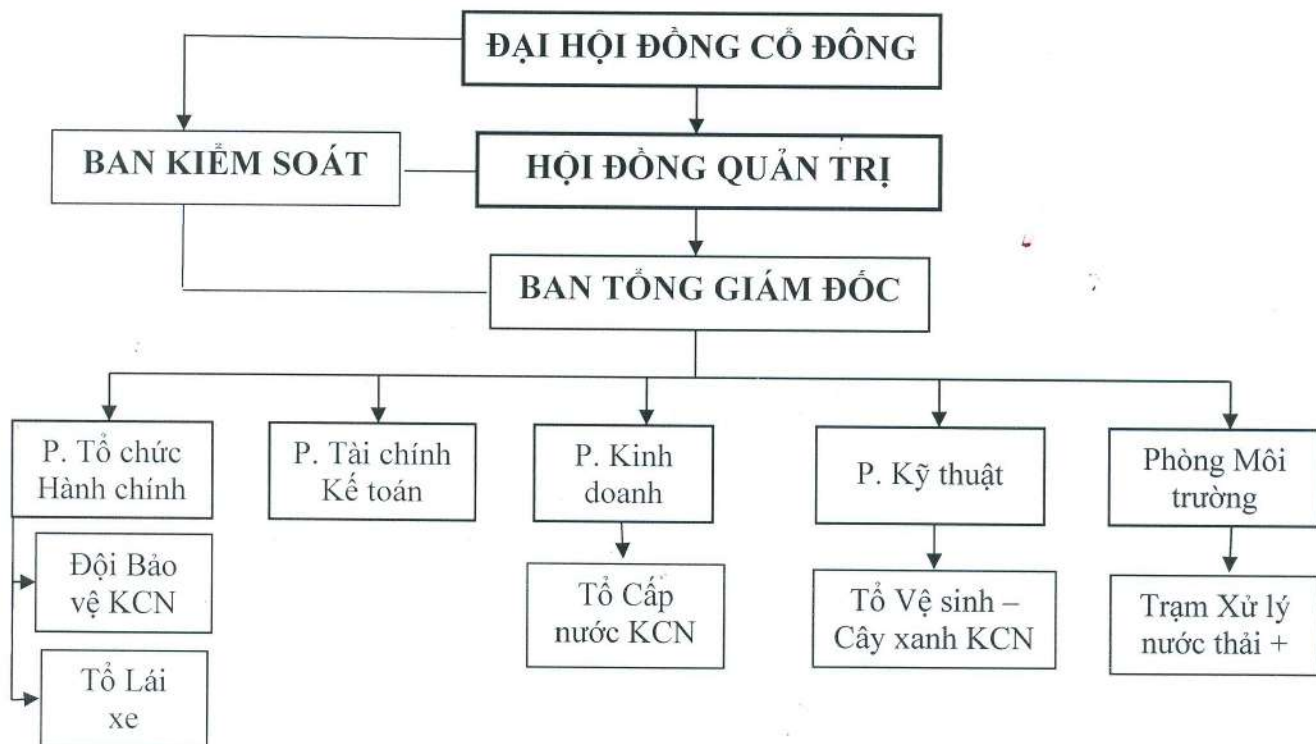 ĐẠI HỘI ĐỒNG CỔ ĐÔNG
BAN KIỂM SOÁT
HỘI ĐỒNG QUẢN TRỊ
BAN TỔNG GIÁM ĐỐC
P. Tổ chức
Hành chính
P. Tài chính
Kế toán
P. Kinh
doanh
P. Kỹ thuật
Phòng Môi
trường
Đội Bảo
vệ KCN
Tổ Cấp
nước KCN
Tổ Vệ sinh –
Cây xanh KCN
Trạm Xử lý
nước thải +
Tổ Lái
xe